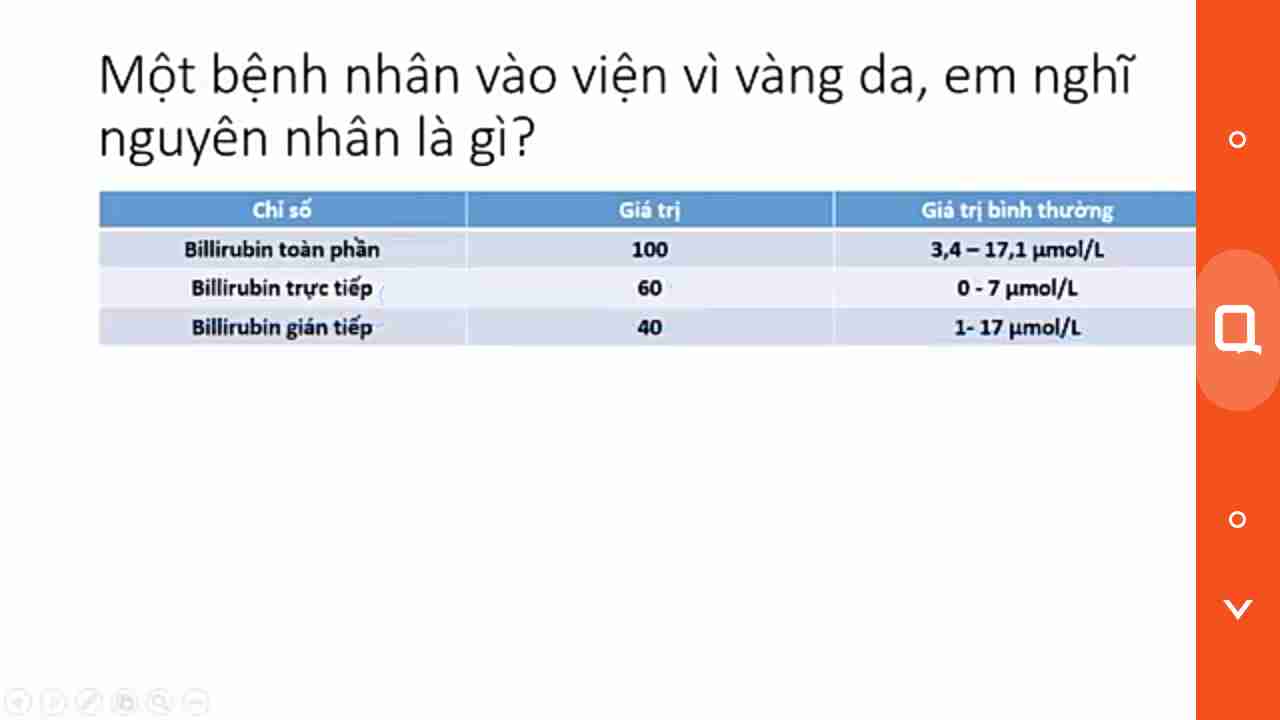 Một bệnh nhân vào viện vì vàng da, em nghĩ
nguyên nhân là gì?
Chỉ số Giá trị Giá trị bình thường
Billirubin toàn phần 100 3,4 – 17,1 µmol/L
Billirubin trực tiếp 60 0 - 7 µmol/L
Billirubin gián tiếp 40 1- 17 µmol/L